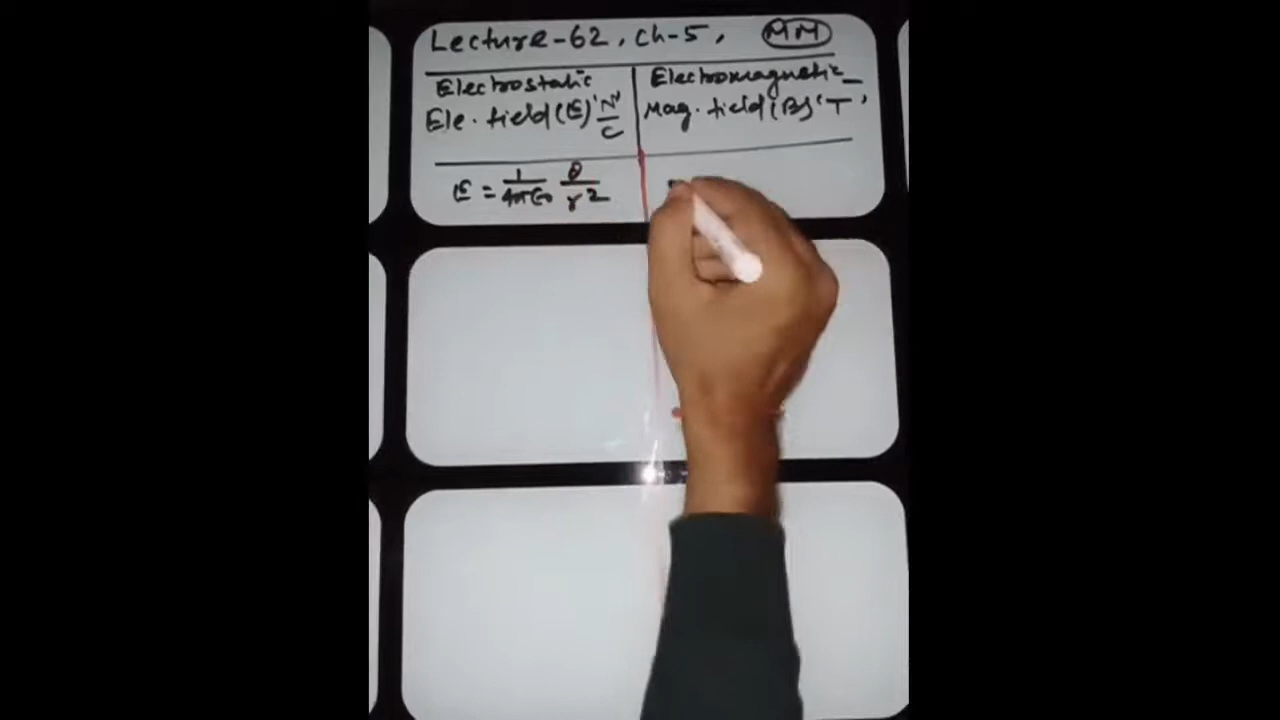 Lecture-62, Ch-5, MM
Electrostatic
Ele. field (E) 'N/C'
Electromagnetic
Mag. field (B) 'T'
E = 1/4πε0 Q/r2